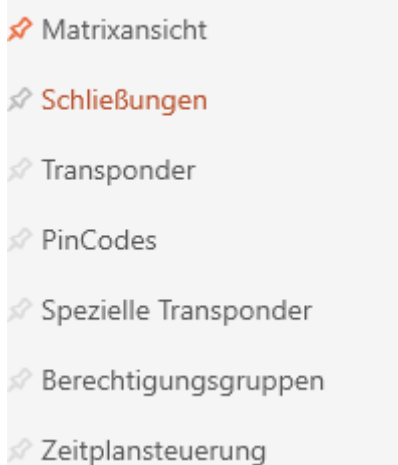 Matrixansicht
Schließungen
Transponder
PinCodes
Spezielle Transponder
Berechtigungsgruppen
Zeitplansteuerung